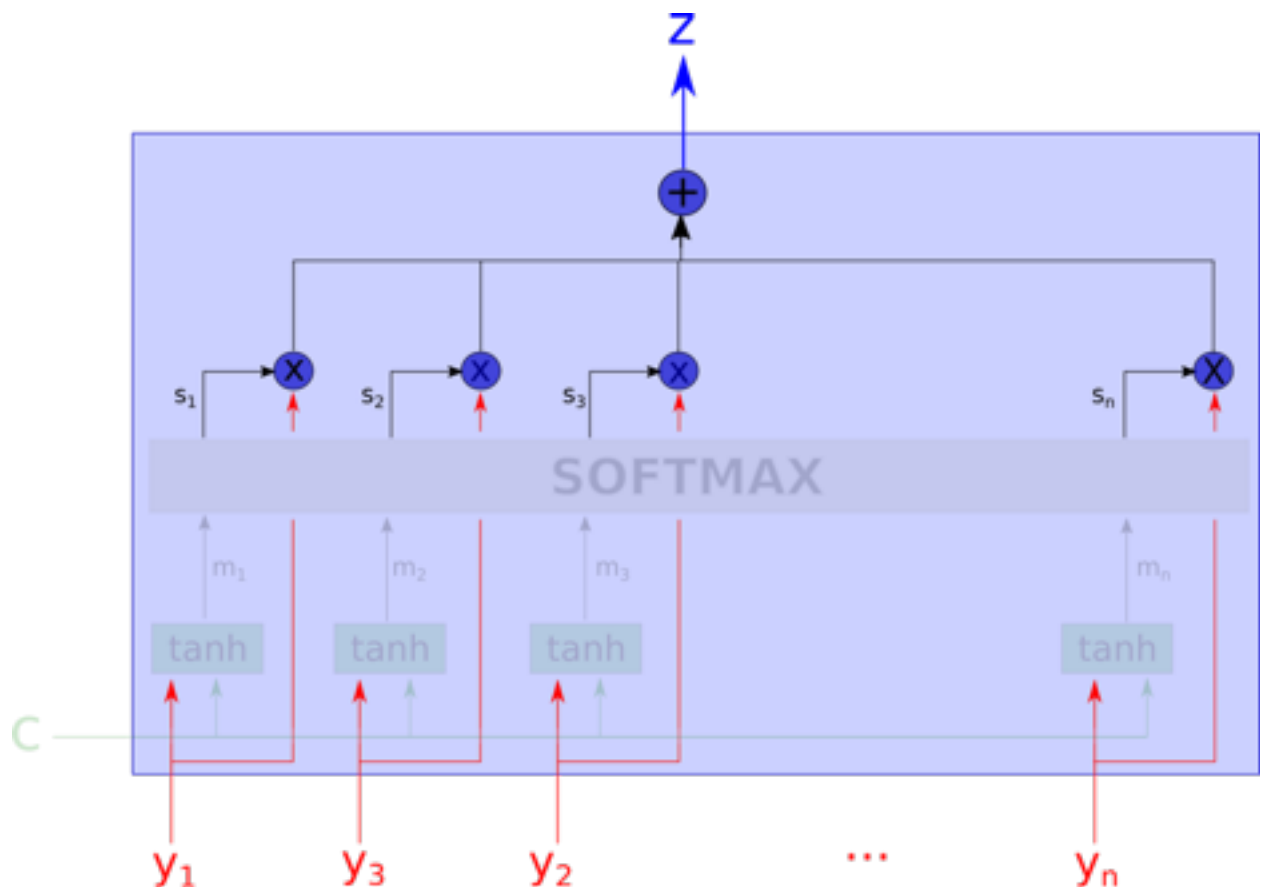 Z
+
x x x x
s₁ s₂ s₃ sₙ
SOFTMAX
m₁ m₂ m₃ mₙ
tanh tanh tanh tanh
C
y₁ y₃ y₂ ... yₙ